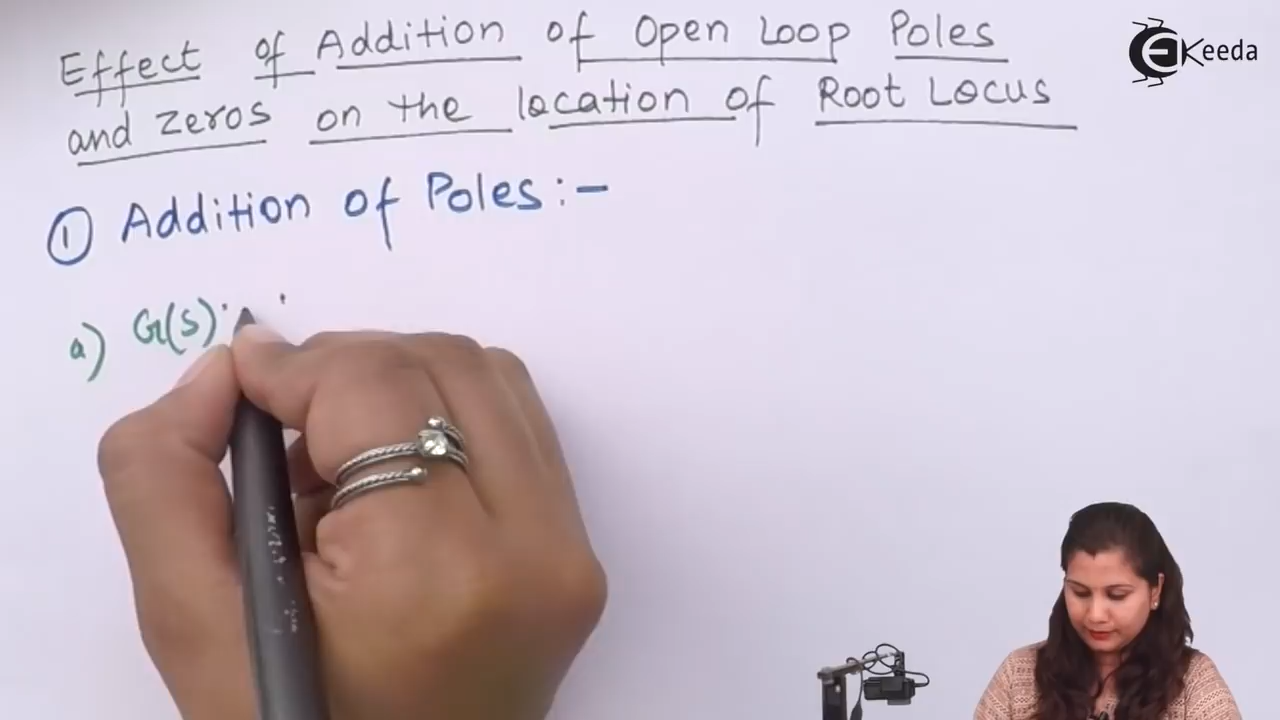 Effect of Addition of Open Loop Poles
and zeros on the location of Root Locus
EKeeda
① Addition of Poles:-
a) G(s)